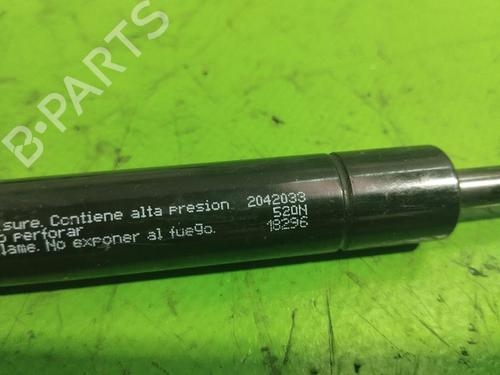 B-PARTS
sure. Contiene alta presion 2042033
o perforar 520N
lame. No exponer al fuego. 18296